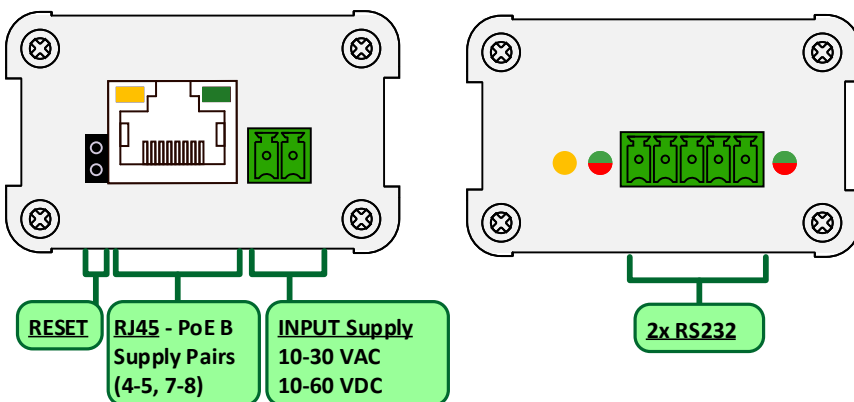 RESET
RJ45 - PoE B
Supply Pairs
(4-5, 7-8)
INPUT Supply
10-30 VAC
10-60 VDC
2x RS232